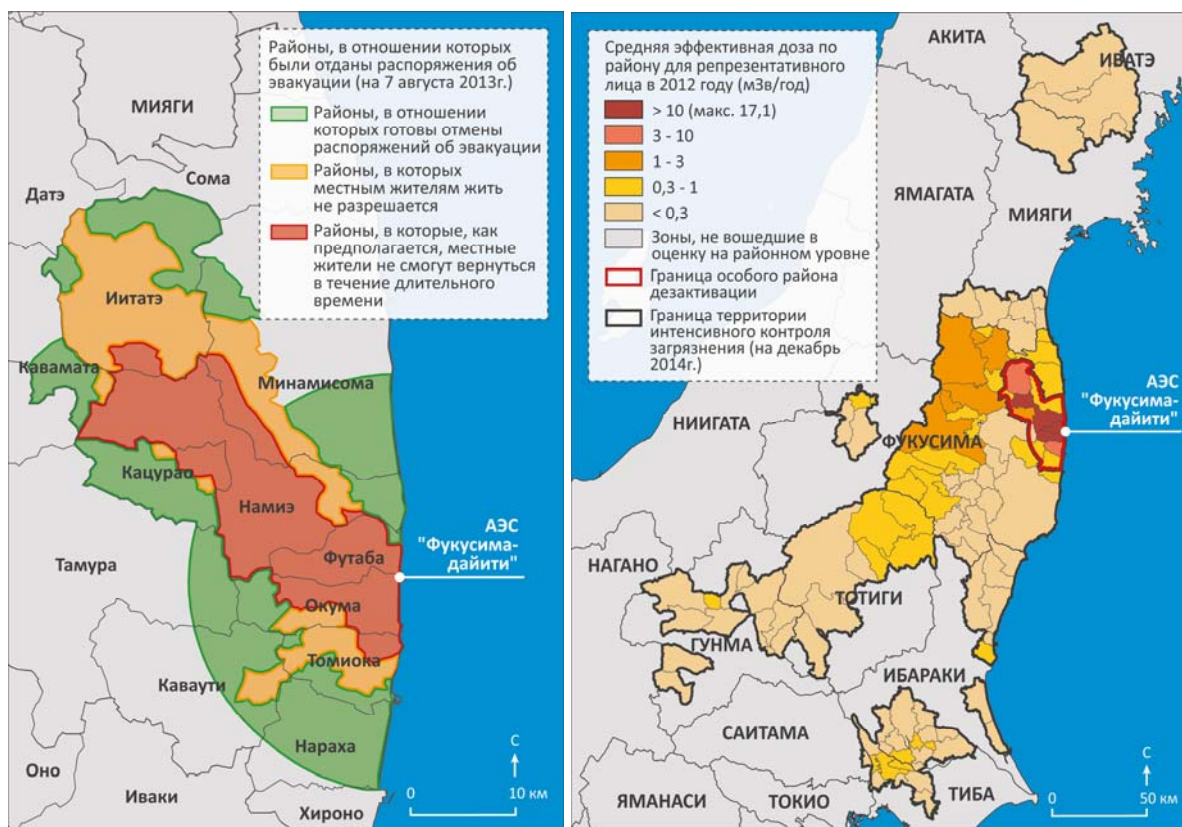 Районы, в отношении которых
были отданы распоряжения об
эвакуации (на 7 августа 2013г.)
Районы, в отношении
которых готовы отмены
распоряжений об эвакуации
Районы, в которых
местным жителям жить
не разрешается
Районы, в которые, как
предполагается, местные
жители не смогут вернуться
в течение длительного
времени
МИЯГИ
Сома
Датэ
Иитатэ
Кавамата
Минамисома
Кацурао
Намиэ
АЭС
"Фукусима-
дайити"
Футаба
Тамура
Окума
Томиока
Каваути
Нараха
Оно
Иваки
Хироно
С
0
10 км
Средняя эффективная доза по
району для репрезентативного
лица в 2012 году (мЗв/год)
> 10 (макс. 17,1)
3 - 10
1 - 3
0,3 - 1
< 0,3
Зоны, не вошедшие в
оценку на районном уровне
Граница особого района
дезактивации
Граница территории
интенсивного контроля
загрязнения (на декабрь
2014г.)
АКИТА
ИВАТЭ
ЯМАГАТА
МИЯГИ
АЭС
"Фукусима-
дайити"
НИИГАТА
ФУКУСИМА
НАГАНО
ТОТИГИ
ГУНМА
ИБАРАКИ
САИТАМА
ЯМАНАСИ
ТОКИО
ТИБА
С
0
50 км